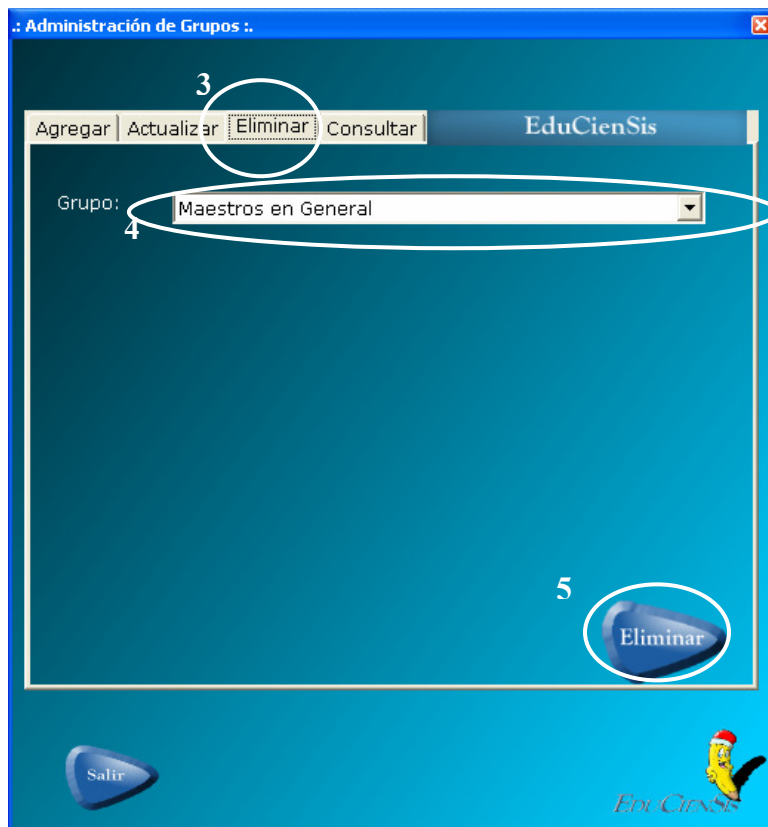 .: Administración de Grupos :.
3
Agregar Actualizar Eliminar Consultar EduCienSis
Grupo: Maestros en General
4
5
Eliminar
Salir
EDUCIENSIS